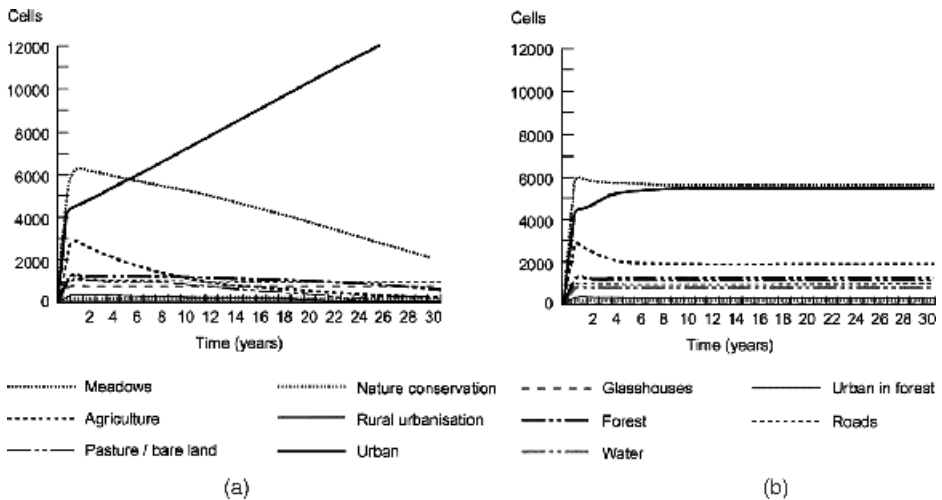 Cells
12000
10000
8000
6000
4000
2000
0
2 4 6 8 10 12 14 16 18 20 22 24 26 28 30
Time (years)
Cells
12000
10000
8000
6000
4000
2000
0
2 4 6 8 10 12 14 16 18 20 22 24 26 28 30
Time (years)
Meadows
Nature conservation
Glasshouses
Urban in forest
Agriculture
Rural urbanisation
Forest
Roads
Pasture / bare land
Urban
Water
(a)
(b)